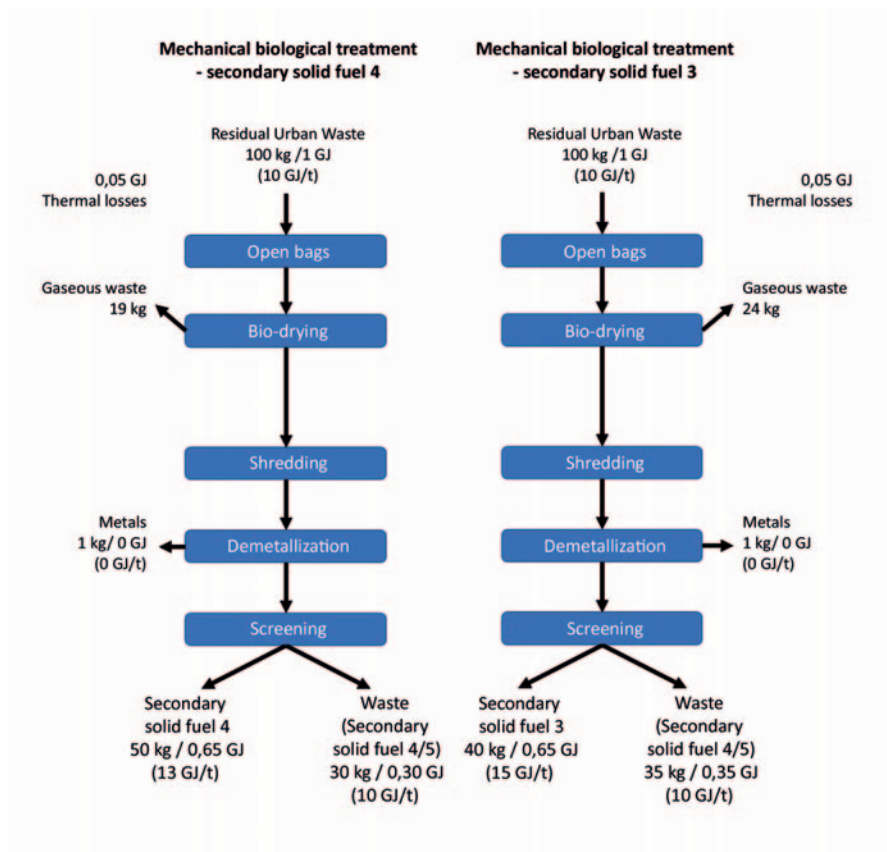 Mechanical biological treatment
- secondary solid fuel 4
Residual Urban Waste
100 kg /1 GJ
(10 GJ/t)
0,05 GJ
Thermal losses
Open bags
Gaseous waste
19 kg
Bio-drying
Shredding
Metals
1 kg/ 0 GJ
(0 GJ/t)
Demetallization
Screening
Secondary
solid fuel 4
50 kg / 0,65 GJ
(13 GJ/t)
Waste
(Secondary
solid fuel 4/5)
30 kg / 0,30 GJ
(10 GJ/t)
Mechanical biological treatment
- secondary solid fuel 3
Residual Urban Waste
100 kg /1 GJ
(10 GJ/t)
0,05 GJ
Thermal losses
Open bags
Gaseous waste
24 kg
Bio-drying
Shredding
Metals
1 kg/ 0 GJ
(0 GJ/t)
Demetallization
Screening
Secondary
solid fuel 3
40 kg / 0,65 GJ
(15 GJ/t)
Waste
(Secondary
solid fuel 4/5)
35 kg / 0,35 GJ
(10 GJ/t)